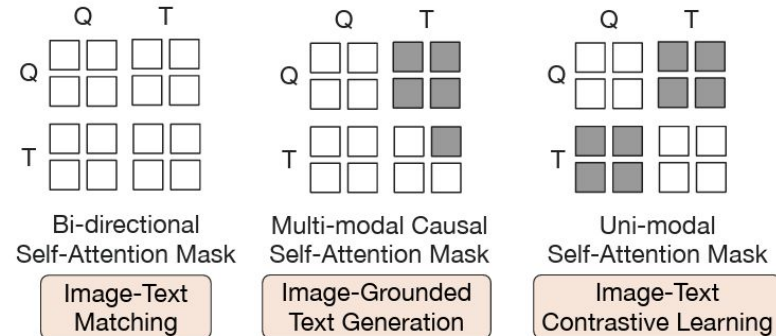 Q T
Q
T
Bi-directional
Self-Attention Mask
Image-Text
Matching
Q T
Q
T
Multi-modal Causal
Self-Attention Mask
Image-Grounded
Text Generation
Q T
Q
T
Uni-modal
Self-Attention Mask
Image-Text
Contrastive Learning